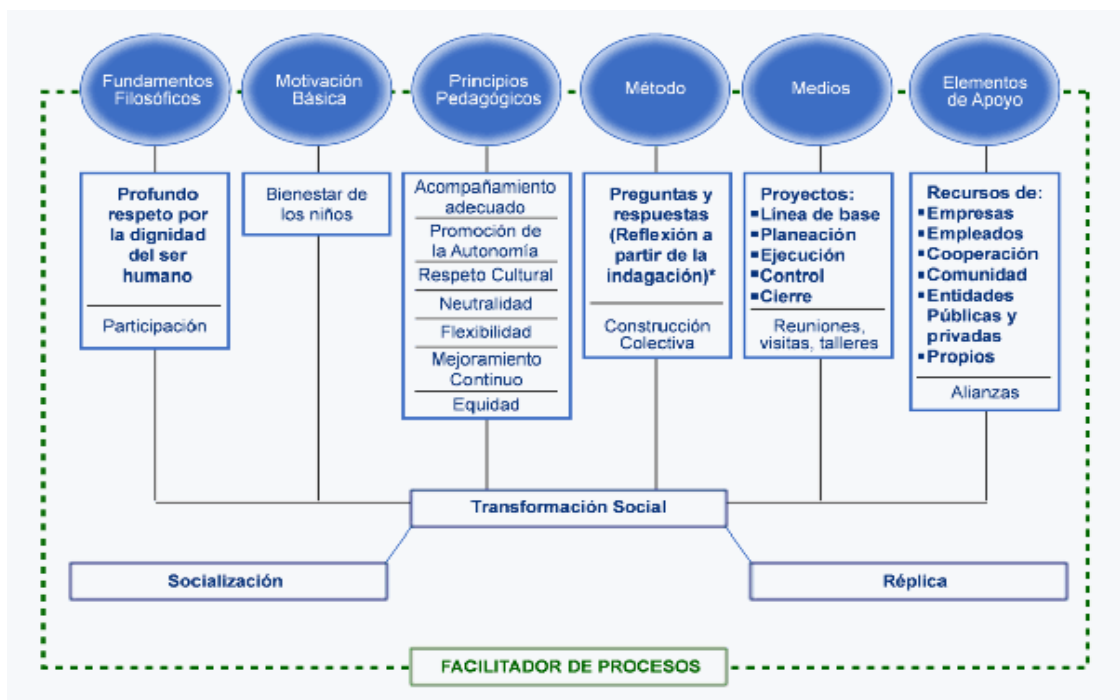 Fundamentos
Filosóficos
Motivación
Básica
Principios
Pedagógicos
Método
Medios
Elementos
de Apoyo
Profundo
respeto por
la dignidad
del ser
humano
Participación
Bienestar de
los niños
Acompañamiento
adecuado
Promoción de
la Autonomía
Respeto Cultural
Neutralidad
Flexibilidad
Mejoramiento
Continuo
Equidad
Preguntas y
respuestas
(Reflexión a
partir de la
indagación)*
Construcción
Colectiva
Proyectos:
▪Línea de base
▪Planeación
▪Ejecución
▪Control
▪Cierre
Reuniones,
visitas, talleres
Recursos de:
▪Empresas
▪Empleados
▪Cooperación
▪Comunidad
▪Entidades
Públicas y
privadas
▪Propios
Alianzas
Transformación Social
Socialización
Réplica
FACILITADOR DE PROCESOS